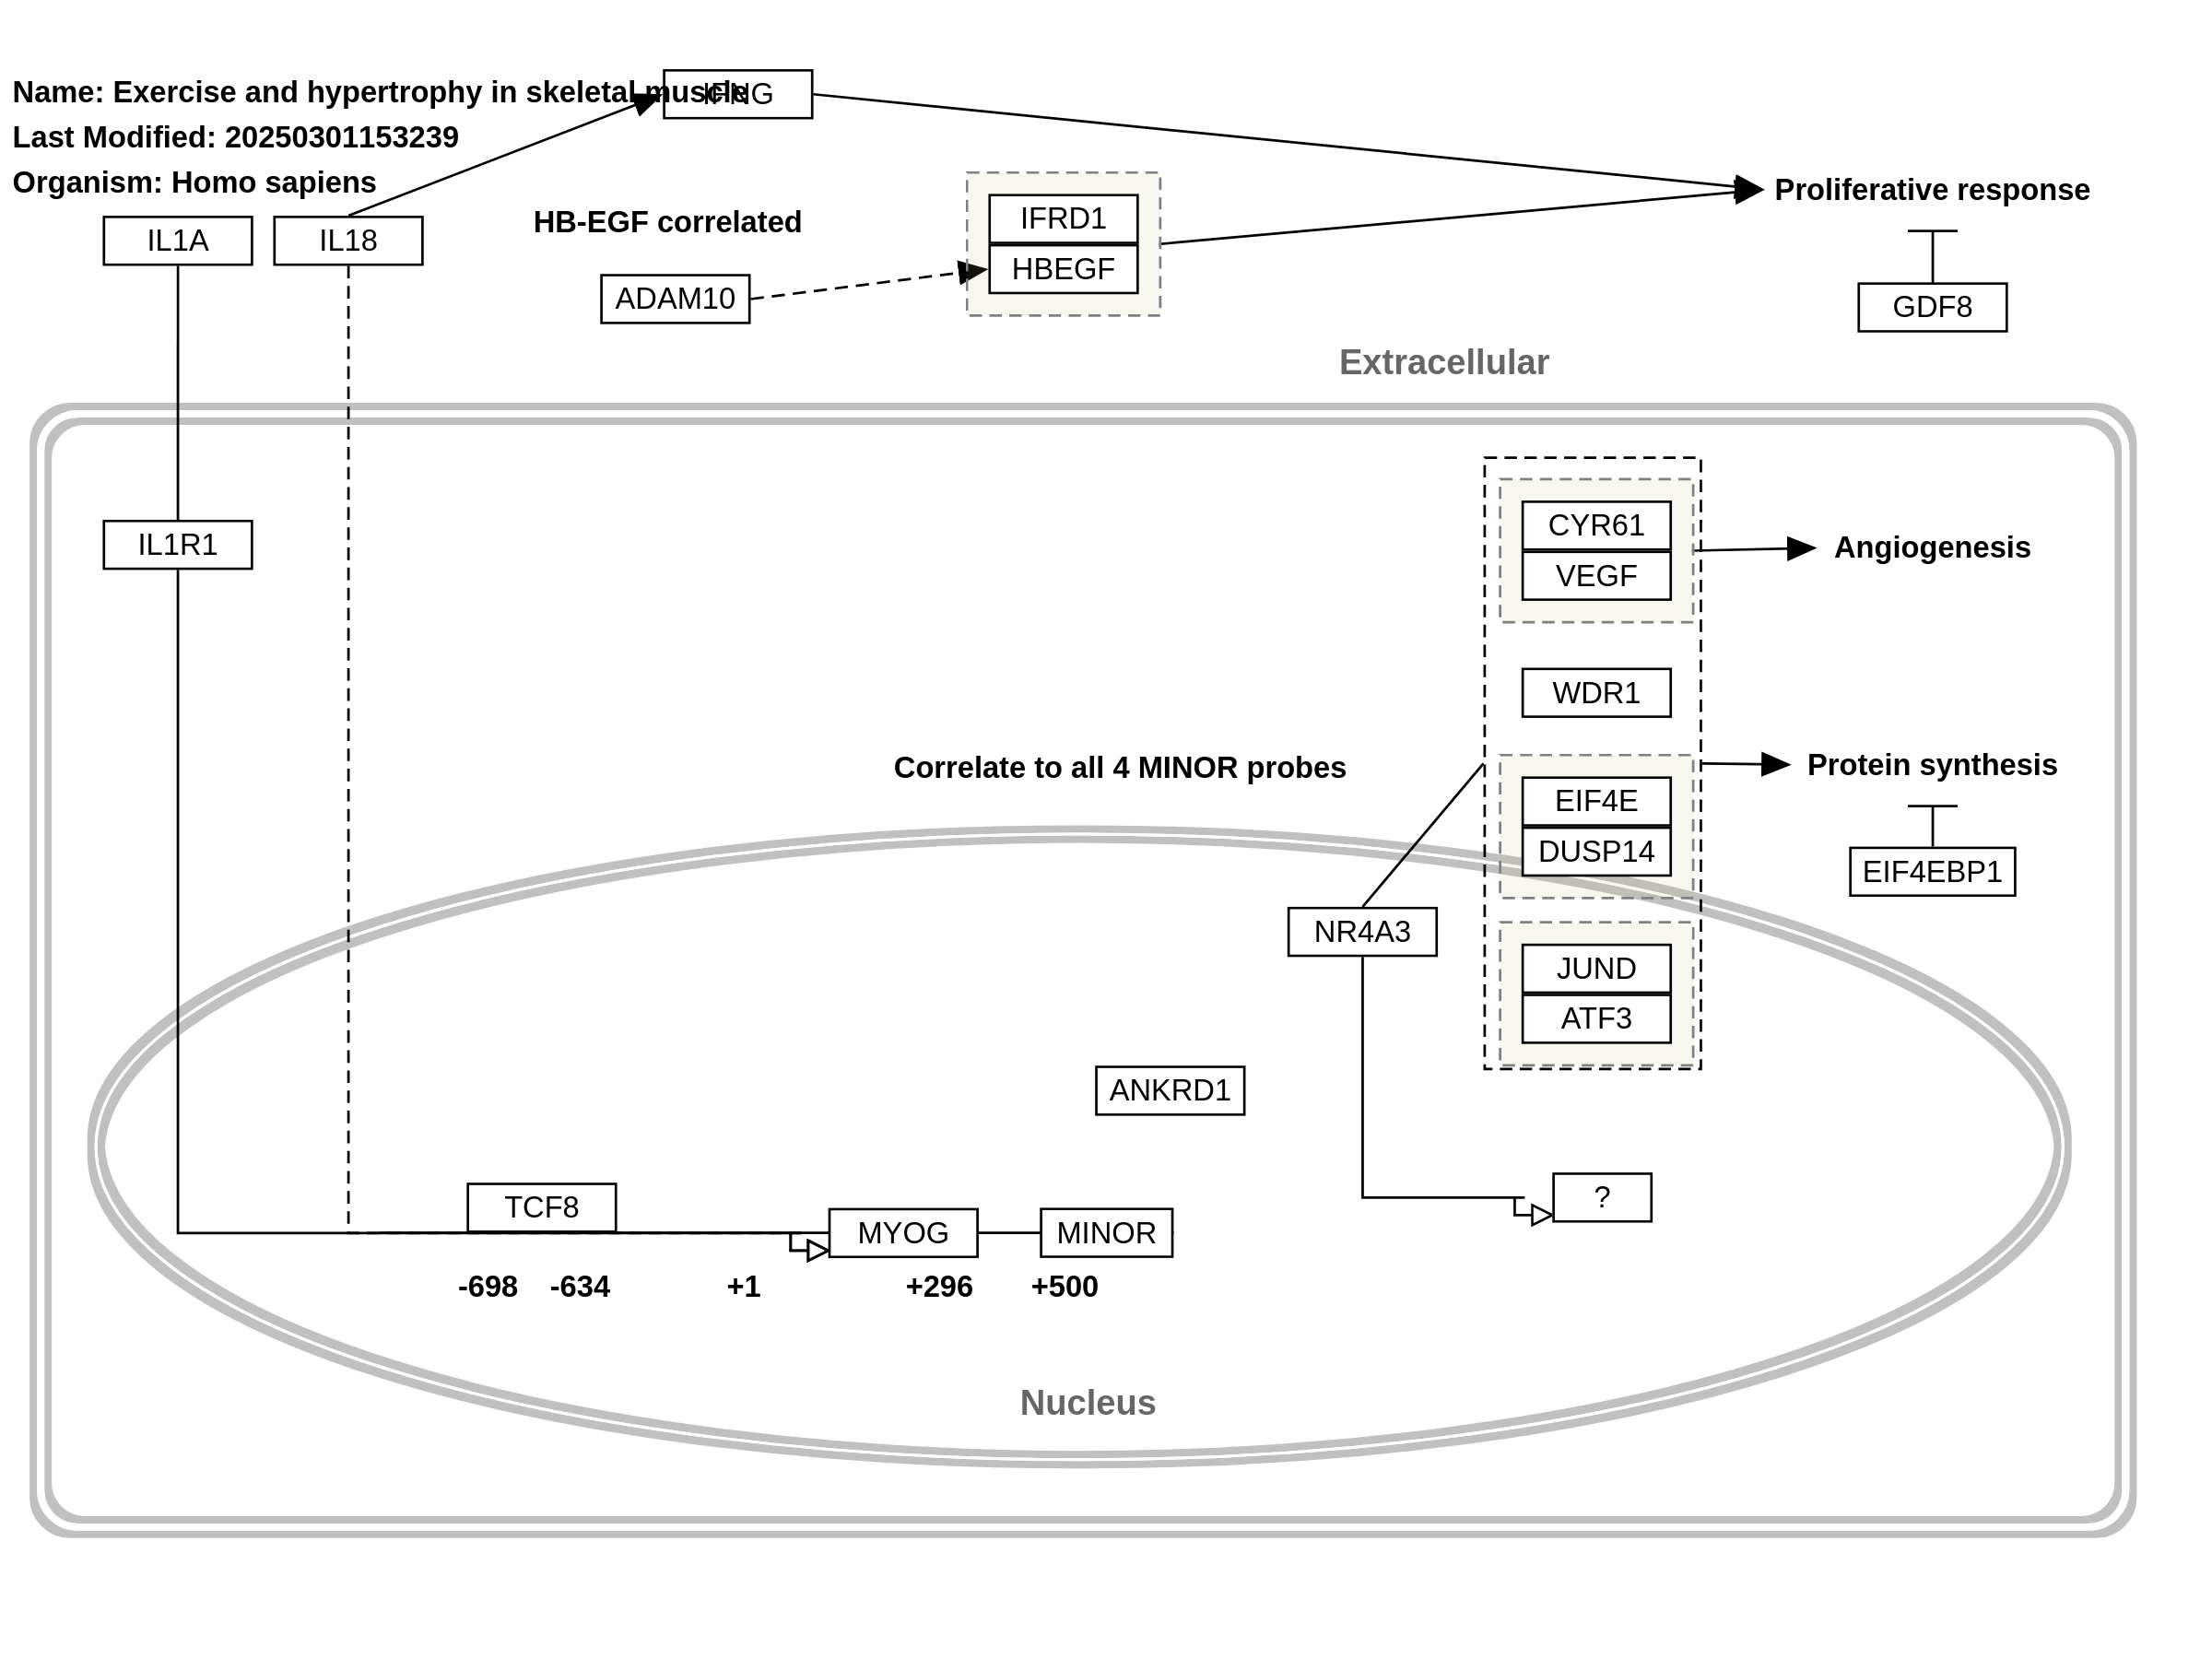 Name: Exercise and hypertrophy in skeletal muscle
IFNG
Last Modified: 20250301153239
Organism: Homo sapiens
Proliferative response
IL1A
IL18
HB-EGF correlated
IFRD1
HBEGF
ADAM10
GDF8
Extracellular
IL1R1
CYR61
VEGF
Angiogenesis
WDR1
Correlate to all 4 MINOR probes
Protein synthesis
EIF4E
DUSP14
EIF4EBP1
NR4A3
JUND
ATF3
ANKRD1
?
TCF8
MYOG
MINOR
-698
-634
+1
+296
+500
Nucleus